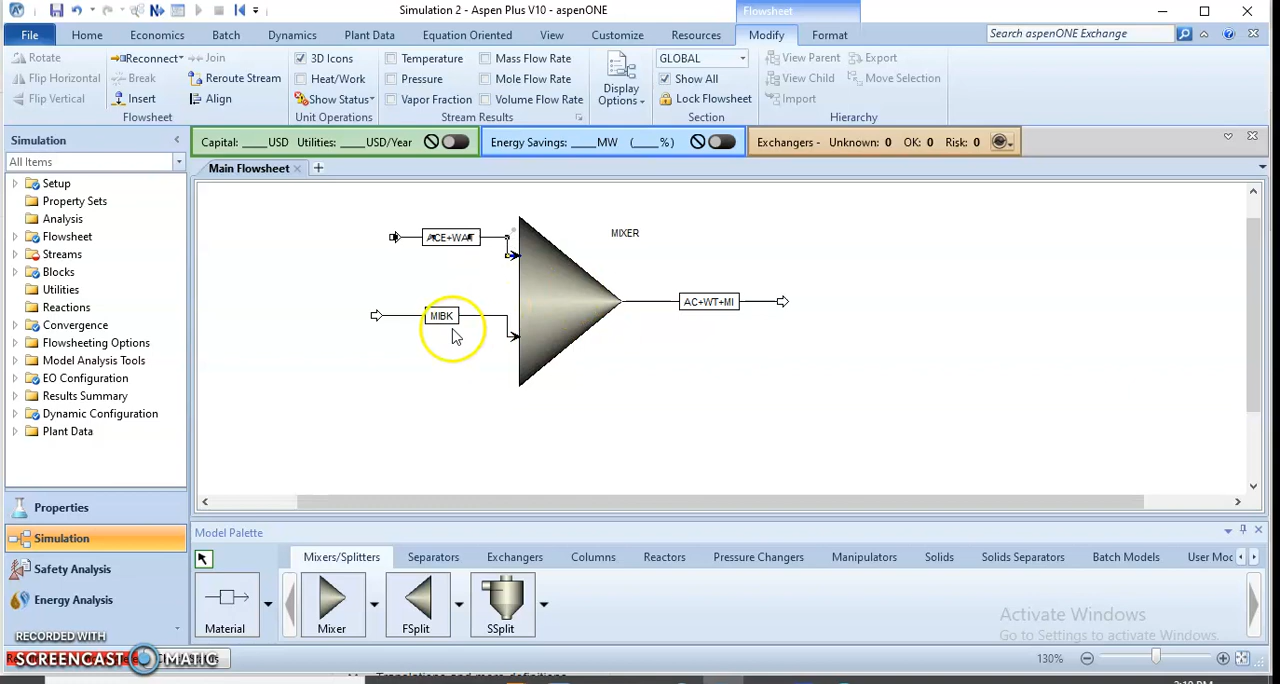 Simulation 2 - Aspen Plus V10 - aspenONE
Flowsheet
File Home Economics Batch Dynamics Plant Data Equation Oriented View Customize Resources Modify Format
Search aspenONE Exchange
Rotate
Flip Horizontal
Flip Vertical
Reconnect
Break
Insert
Join
Reroute Stream
Align
Flowsheet
3D Icons
Heat/Work
Show Status
Unit Operations
Temperature
Pressure
Vapor Fraction
Mass Flow Rate
Mole Flow Rate
Volume Flow Rate
Stream Results
Display
Options
GLOBAL
Show All
Lock Flowsheet
Section
View Parent
View Child
Import
Export
Move Selection
Hierarchy
Simulation
Capital: ____USD Utilities: ____USD/Year
Energy Savings: ____MW (____%)
Exchangers - Unknown: 0 OK: 0 Risk: 0
All Items
Main Flowsheet
Setup
Property Sets
Analysis
Flowsheet
Streams
Blocks
Utilities
Reactions
Convergence
Flowsheeting Options
Model Analysis Tools
EO Configuration
Results Summary
Dynamic Configuration
Plant Data
ACE+WAT
MIXER
MIBK
AC+WT+MI
Properties
Simulation
Safety Analysis
Energy Analysis
Model Palette
Mixers/Splitters Separators Exchangers Columns Reactors Pressure Changers Manipulators Solids Solids Separators Batch Models User Moc
Material
Mixer
FSplit
SSplit
Activate Windows
Go to Settings to activate Windows.
RECORDED WITH
SCREENCAST MATIC
130%